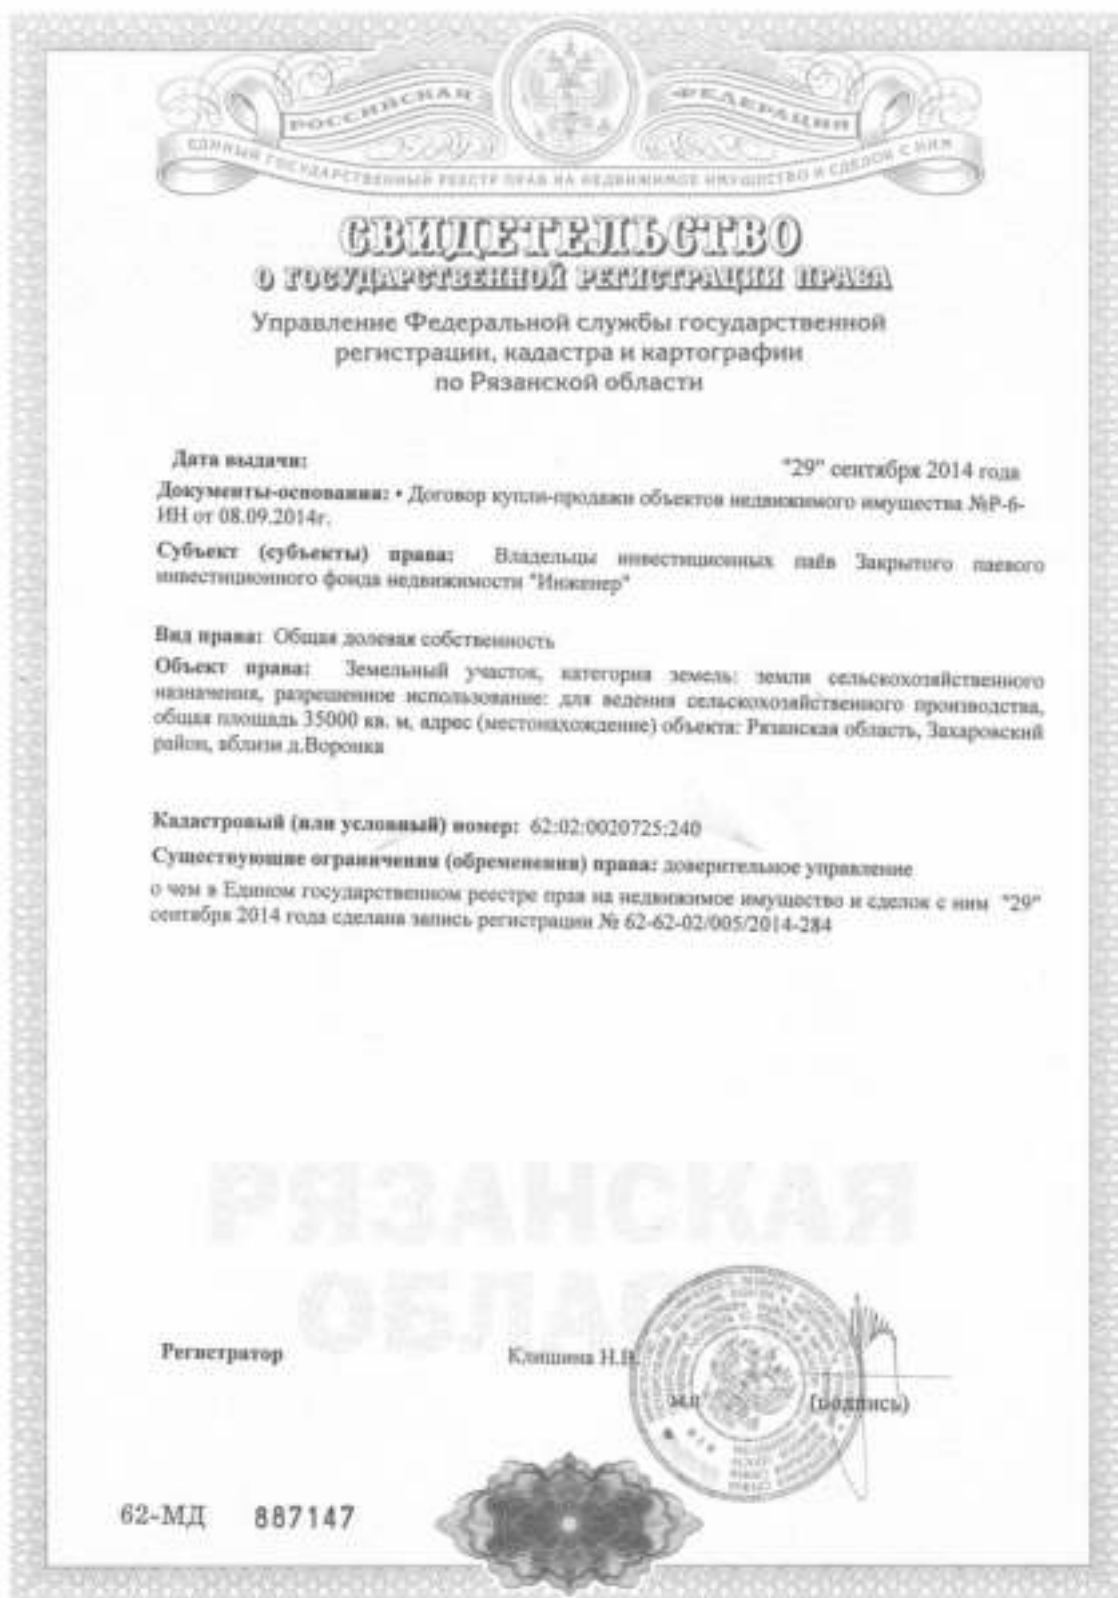 РОССИЙСКАЯ ФЕДЕРАЦИЯ
ЕДИНЫЙ ГОСУДАРСТВЕННЫЙ РЕЕСТР ПРАВ НА НЕДВИЖИМОЕ ИМУЩЕСТВО И СДЕЛОК С НИМ
СВИДЕТЕЛЬСТВО
О ГОСУДАРСТВЕННОЙ РЕГИСТРАЦИИ ПРАВА
Управление Федеральной службы государственной
регистрации, кадастра и картографии
по Рязанской области
Дата выдачи: "29" сентября 2014 года
Документы-основания: • Договор купли-продажи объектов недвижимого имущества №Р-6-
ИН от 08.09.2014г.
Субъект (субъекты) права: Владельцы инвестиционных паёв Закрытого паевого
инвестиционного фонда недвижимости "Инженер"
Вид права: Общая долевая собственность
Объект права: Земельный участок, категория земель: земли сельскохозяйственного
назначения, разрешенное использование: для ведения сельскохозяйственного производства,
общая площадь 35000 кв. м, адрес (местонахождение) объекта: Рязанская область, Захаровский
район, вблизи д.Воронка
Кадастровый (или условный) номер: 62:02:0020725:240
Существующие ограничения (обременения) права: доверительное управление
о чем в Едином государственном реестре прав на недвижимое имущество и сделок с ним "29"
сентября 2014 года сделана запись регистрации № 62-62-02/005/2014-284
РЯЗАНСКАЯ
Регистратор Клишина Н.В.
м.п. (подпись)
62-МД 887147